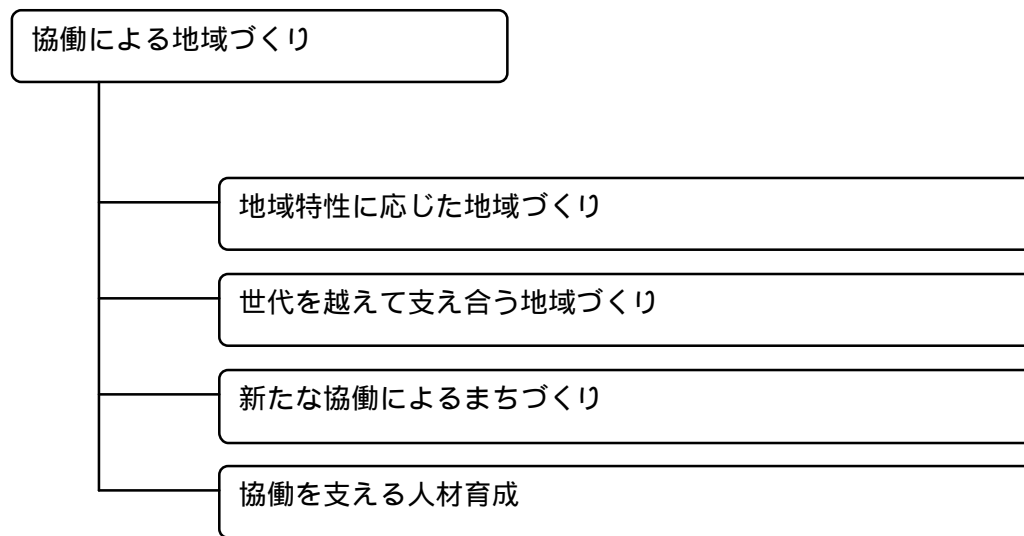 協働による地域づくり
地域特性に応じた地域づくり
世代を越えて支え合う地域づくり
新たな協働によるまちづくり
協働を支える人材育成